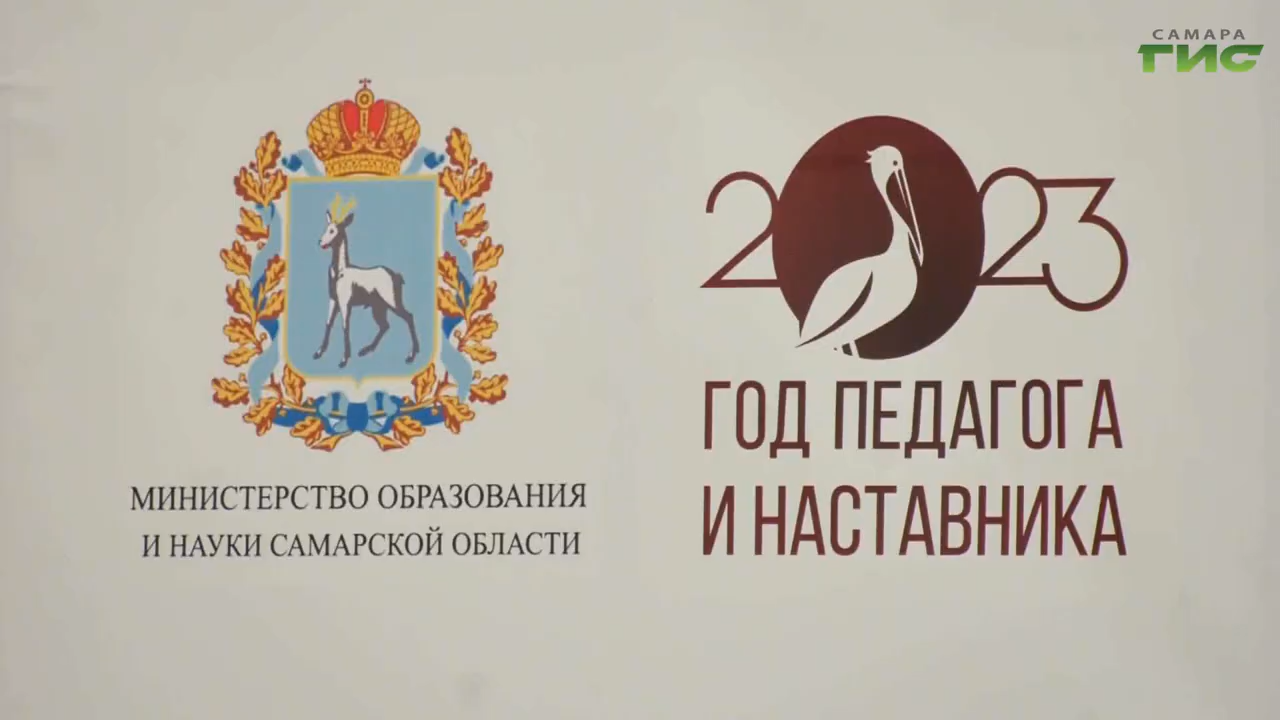 САМАРА
ГИС
МИНИСТЕРСТВО ОБРАЗОВАНИЯ
И НАУКИ САМАРСКОЙ ОБЛАСТИ
2023
ГОД ПЕДАГОГА
И НАСТАВНИКА